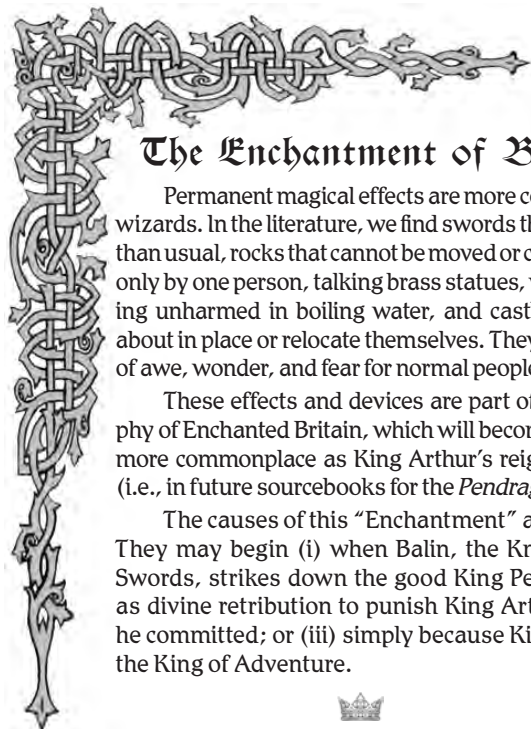 The Enchantment of B
Permanent magical effects are more co
wizards. In the literature, we find swords th
than usual, rocks that cannot be moved or c
only by one person, talking brass statues,
ing unharmed in boiling water, and cast
about in place or relocate themselves. They
of awe, wonder, and fear for normal people
These effects and devices are part of
phy of Enchanted Britain, which will becom
more commonplace as King Arthur's reig
(i.e., in future sourcebooks for the Pendrag
The causes of this “Enchantment” a
They may begin (i) when Balin, the Kn
Swords, strikes down the good King Pe
as divine retribution to punish King Art
he committed; or (iii) simply because Ki
the King of Adventure.